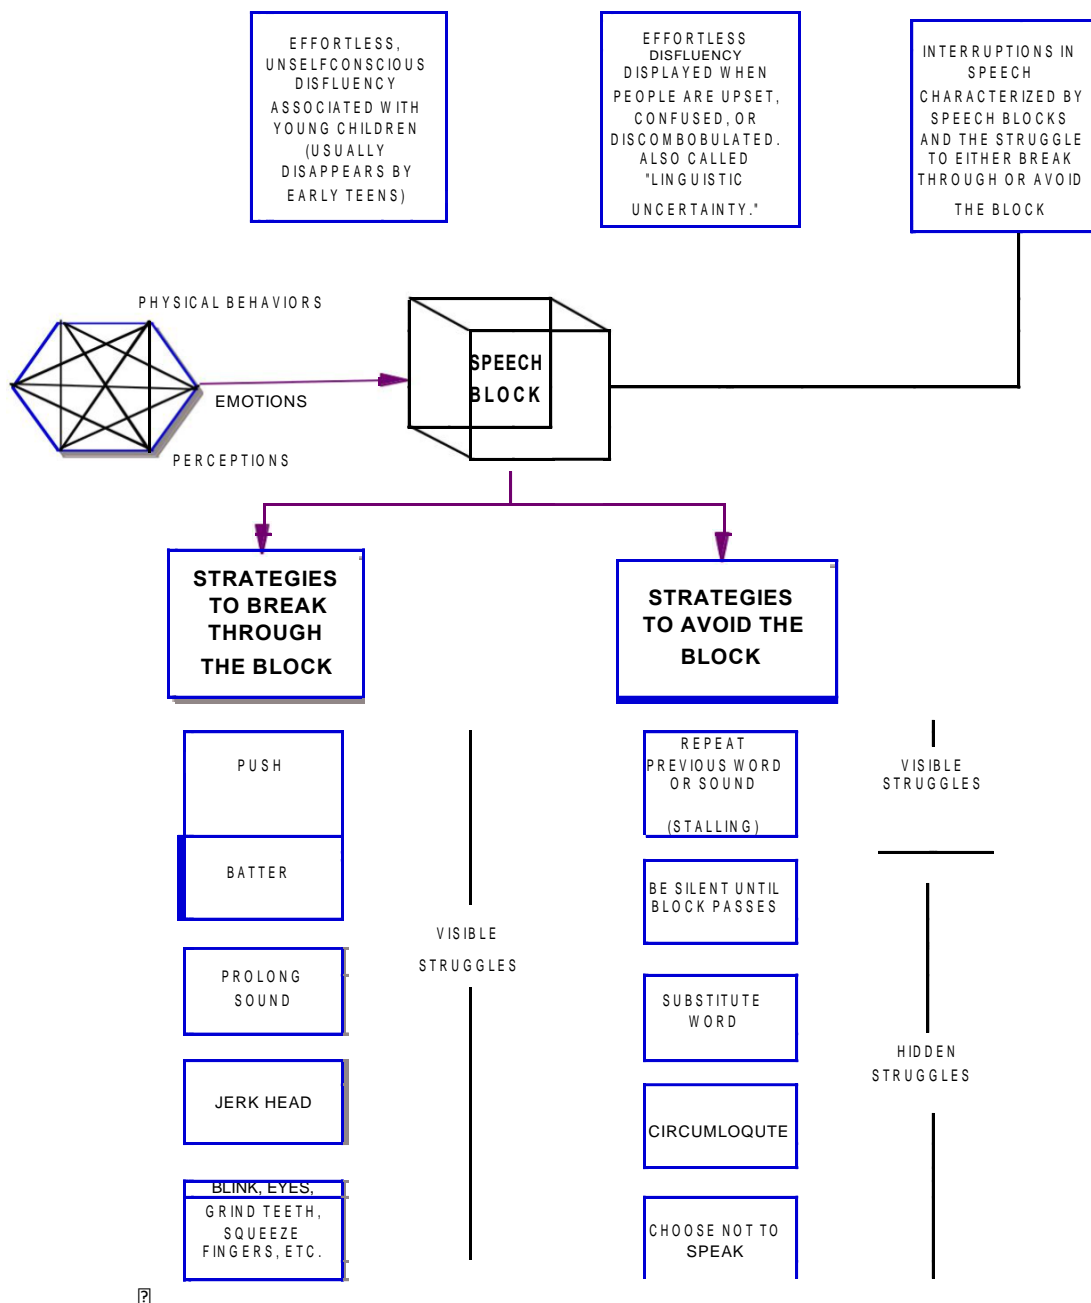 EFFORTLESS,
UNSELFCONSCIOUS
DISFLUENCY
ASSOCIATED WITH
YOUNG CHILDREN
(USUALLY
DISAPPEARS BY
EARLY TEENS)
EFFORTLESS
DISFLUENCY
DISPLAYED WHEN
PEOPLE ARE UPSET,
CONFUSED, OR
DISCOMBOBULATED.
ALSO CALLED
"LINGUISTIC
UNCERTAINTY."
INTERRUPTIONS IN
SPEECH
CHARACTERIZED BY
SPEECH BLOCKS
AND THE STRUGGLE
TO EITHER BREAK
THROUGH OR AVOID
THE BLOCK
PHYSICAL BEHAVIORS
EMOTIONS
PERCEPTIONS
SPEECH
BLOCK
STRATEGIES
TO BREAK
THROUGH
THE BLOCK
STRATEGIES
TO AVOID THE
BLOCK
PUSH
BATTER
PROLONG
SOUND
JERK HEAD
BLINK, EYES,
GRIND TEETH,
SQUEEZE
FINGERS, ETC.
VISIBLE
STRUGGLES
REPEAT
PREVIOUS WORD
OR SOUND
(STALLING)
BE SILENT UNTIL
BLOCK PASSES
SUBSTITUTE
WORD
CIRCUMLOQUTE
CHOOSE NOT TO
SPEAK
VISIBLE
STRUGGLES
HIDDEN
STRUGGLES